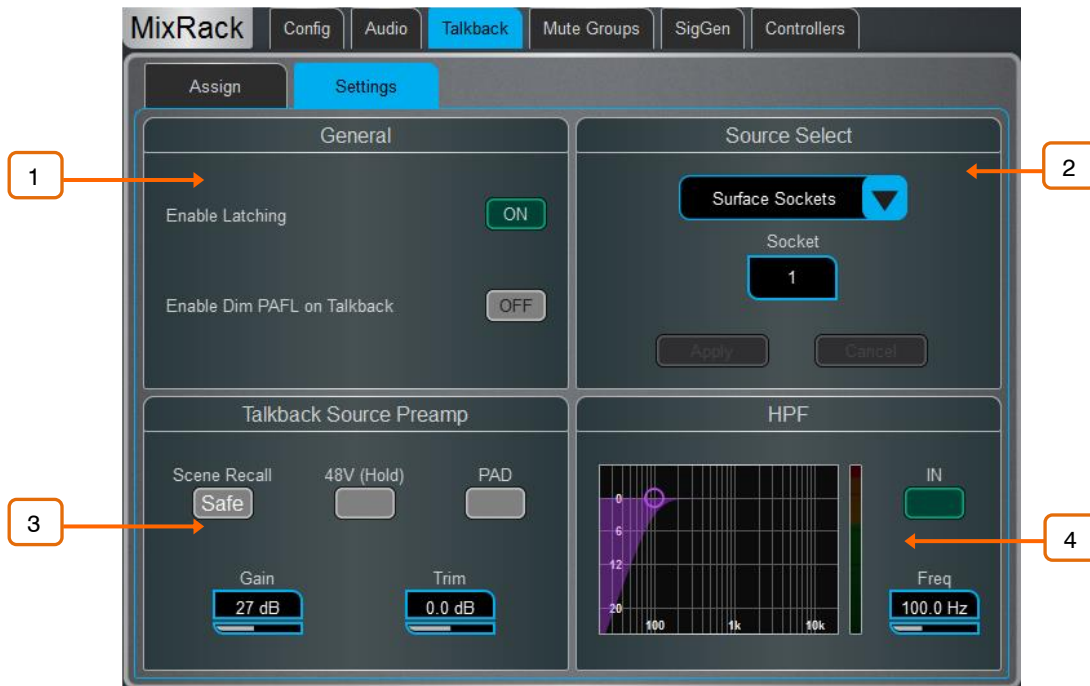 MixRack Config Audio Talkback Mute Groups SigGen Controllers
Assign Settings
General
1
Enable Latching ON
Enable Dim PAFL on Talkback OFF
Source Select
2
Surface Sockets
Socket
1
Apply Cancel
Talkback Source Preamp
Scene Recall 48V (Hold) PAD
Safe
3
Gain Trim
27 dB 0.0 dB
HPF
0
6
12
20
100 1k 10k
IN
4
Freq
100.0 Hz